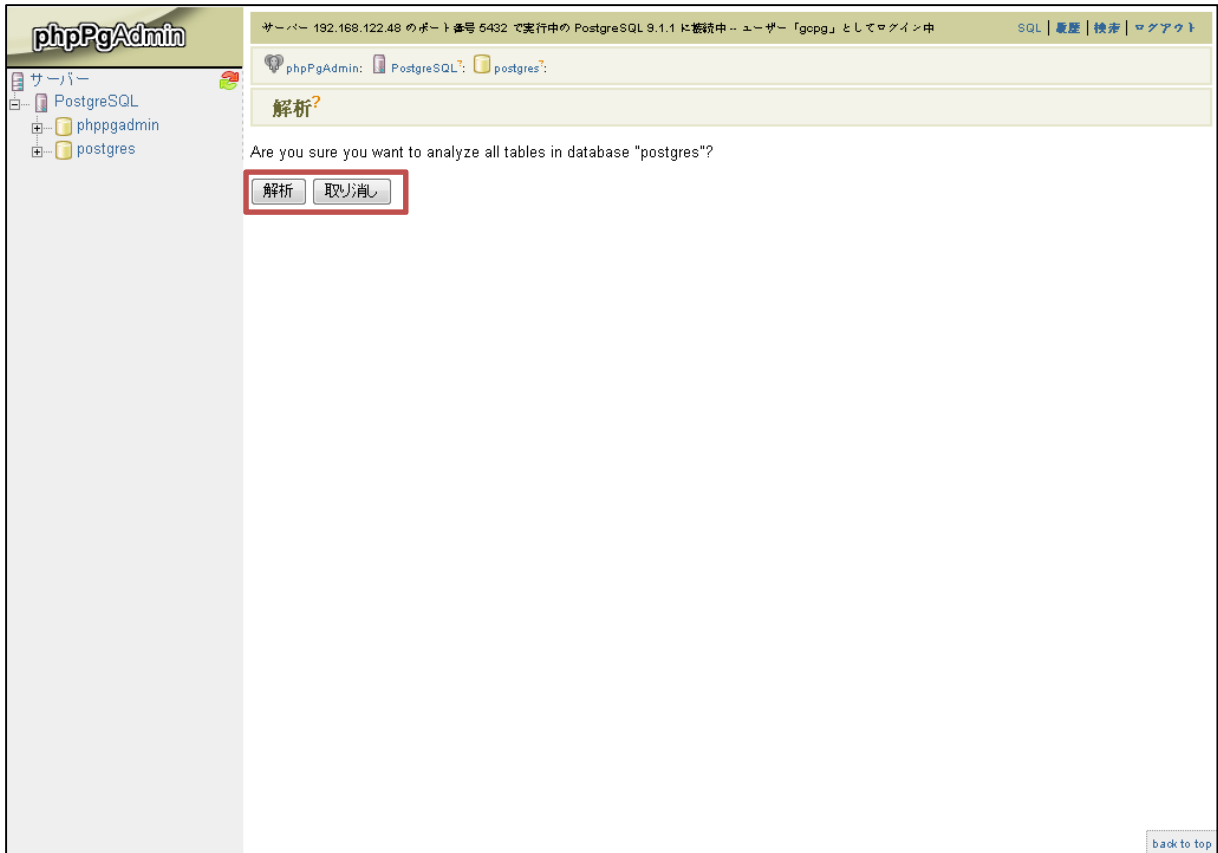 phpPgAdmin
サーバー 192.168.122.48 のポート番号 5432 で実行中の PostgreSQL 9.1.1 に接続中 -- ユーザー「gcpg」としてログイン中
SQL | 履歴 | 検索 | ログアウト
phpPgAdmin: PostgreSQL?: postgres?:
解析?
サーバー
PostgreSQL
phppgadmin
postgres
Are you sure you want to analyze all tables in database "postgres"?
解析 取り消し
back to top